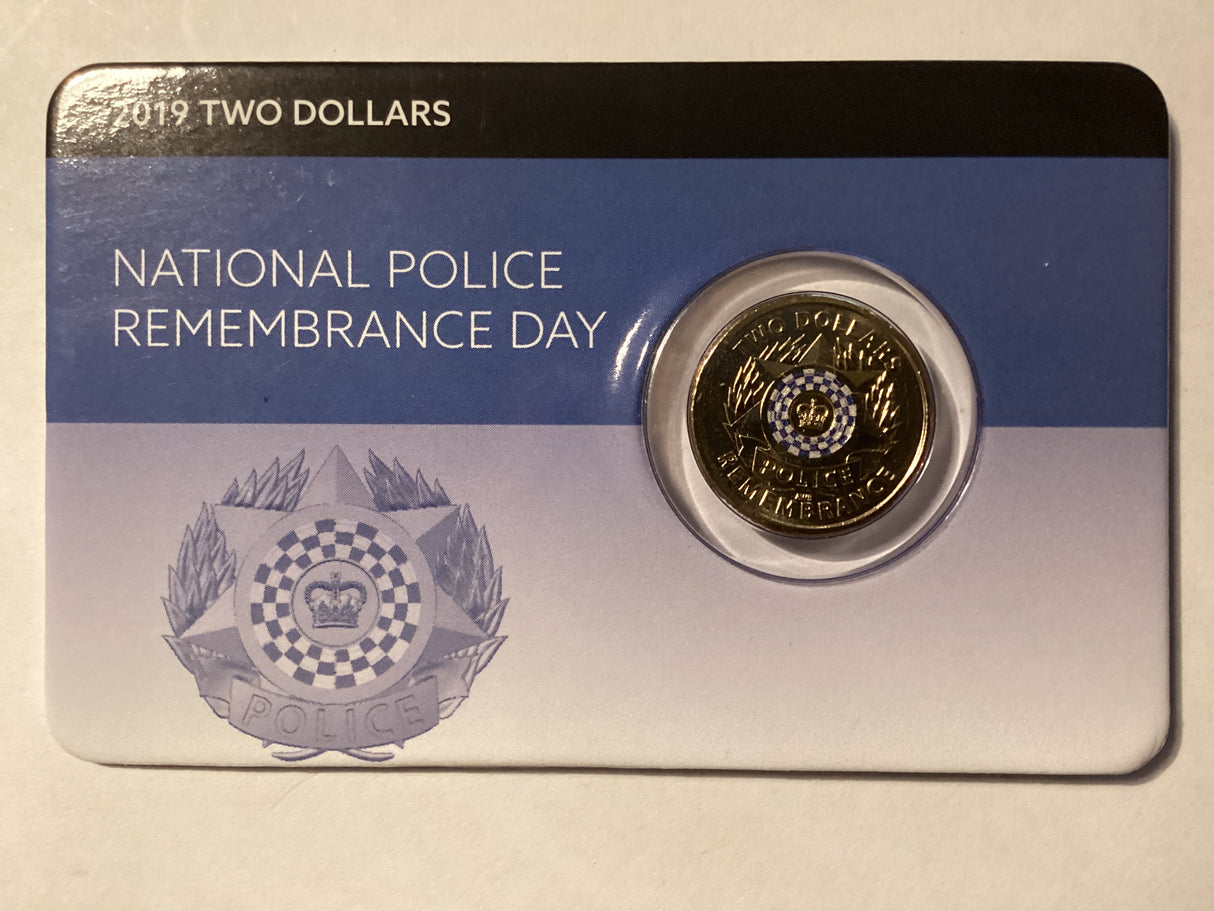 2019 TWO DOLLARS
NATIONAL POLICE
REMEMBRANCE DAY
TWO DOLLARS
POLICE
REMEMBRANCE
POLICE